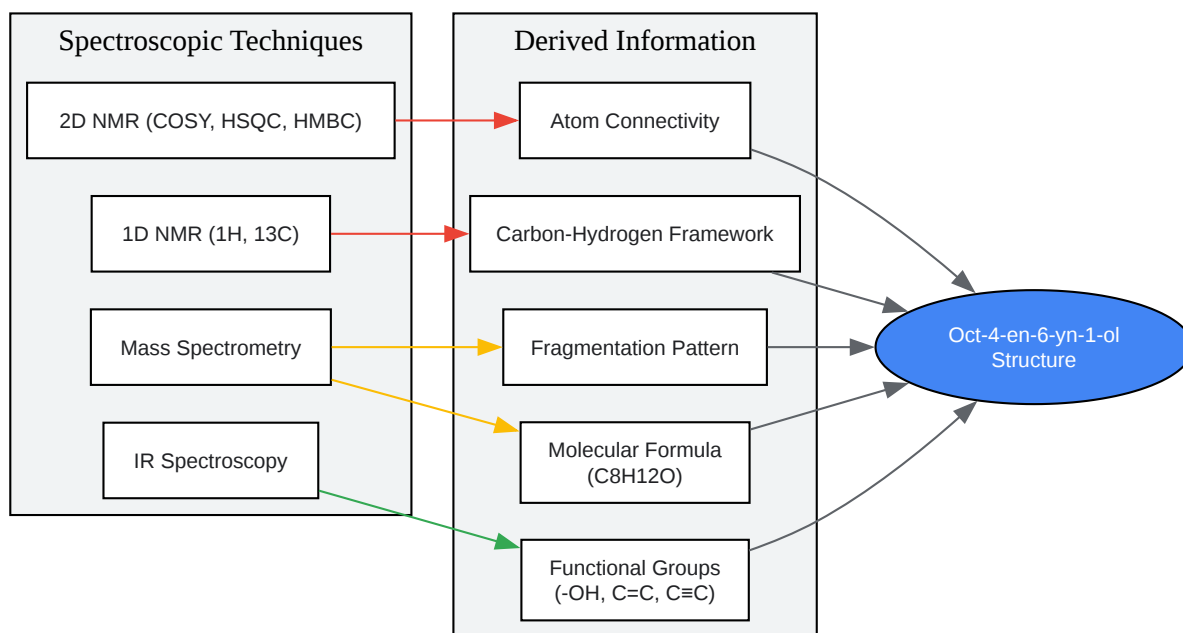 Spectroscopic Techniques
2D NMR (COSY, HSQC, HMBC)
1D NMR (1H, 13C)
Mass Spectrometry
IR Spectroscopy
Derived Information
Atom Connectivity
Carbon-Hydrogen Framework
Fragmentation Pattern
Molecular Formula
(C8H12O)
Functional Groups
(-OH, C=C, C≡C)
Oct-4-en-6-yn-1-ol
Structure